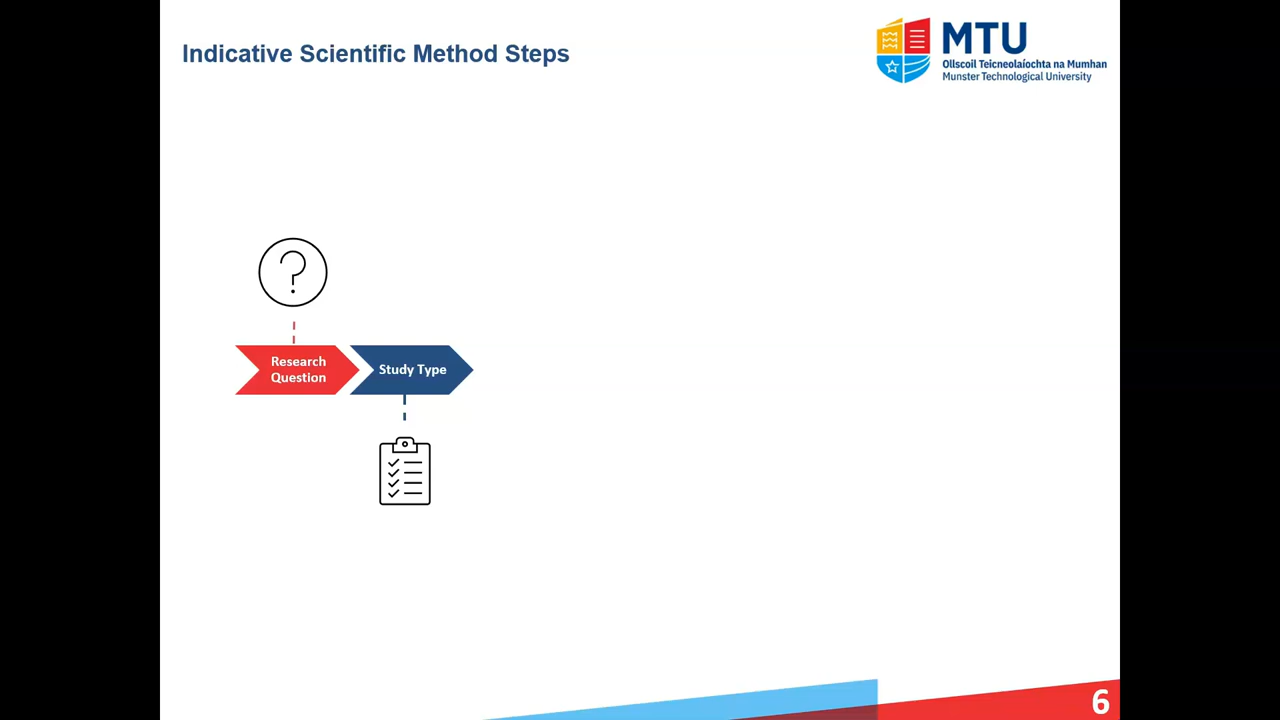 Indicative Scientific Method Steps
MTU
Ollscoil Teicneolaíochta na Mumhan
Munster Technological University
?
Research
Question
Study Type
6